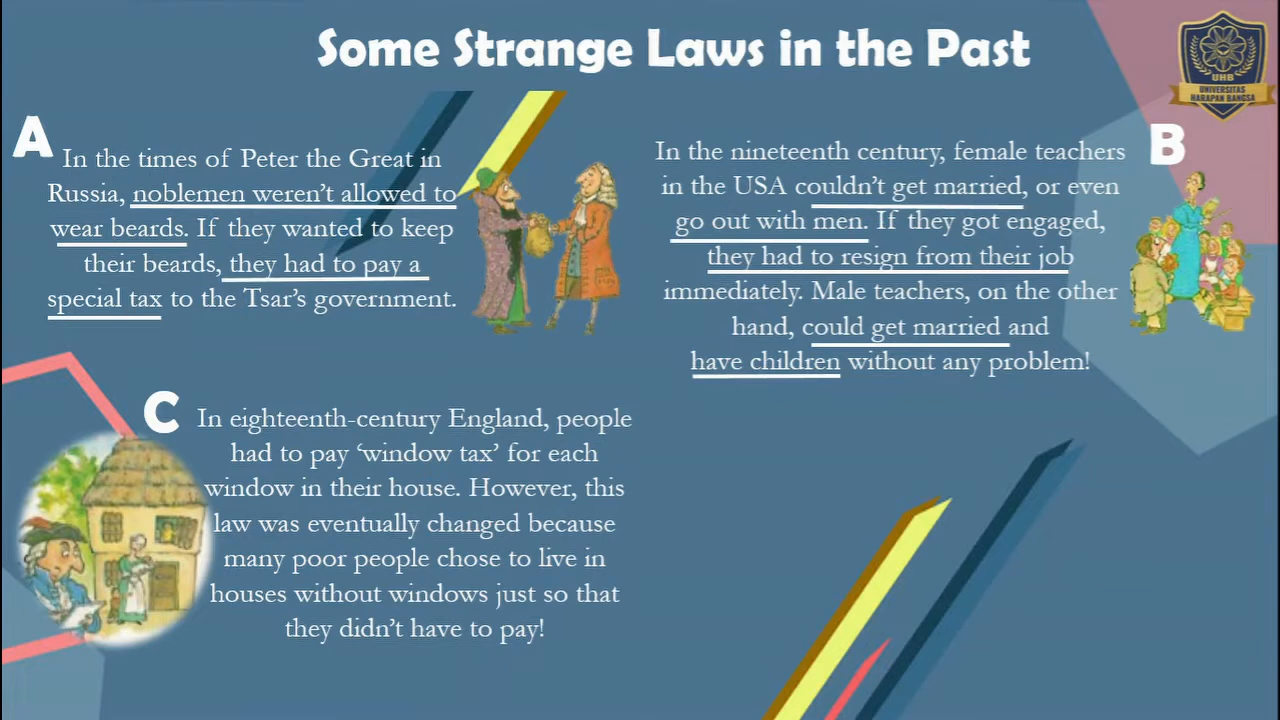 Some Strange Laws in the Past
UHB
UNIVERSITAS
HARAPAN BANGSA
A
In the times of Peter the Great in
Russia, noblemen weren't allowed to
wear beards. If they wanted to keep
their beards, they had to pay a
special tax to the Tsar's government.
B
In the nineteenth century, female teachers
in the USA couldn't get married, or even
go out with men. If they got engaged,
they had to resign from their job
immediately. Male teachers, on the other
hand, could get married and
have children without any problem!
C
In eighteenth-century England, people
had to pay ‘window tax’ for each
window in their house. However, this
law was eventually changed because
many poor people chose to live in
houses without windows just so that
they didn't have to pay!